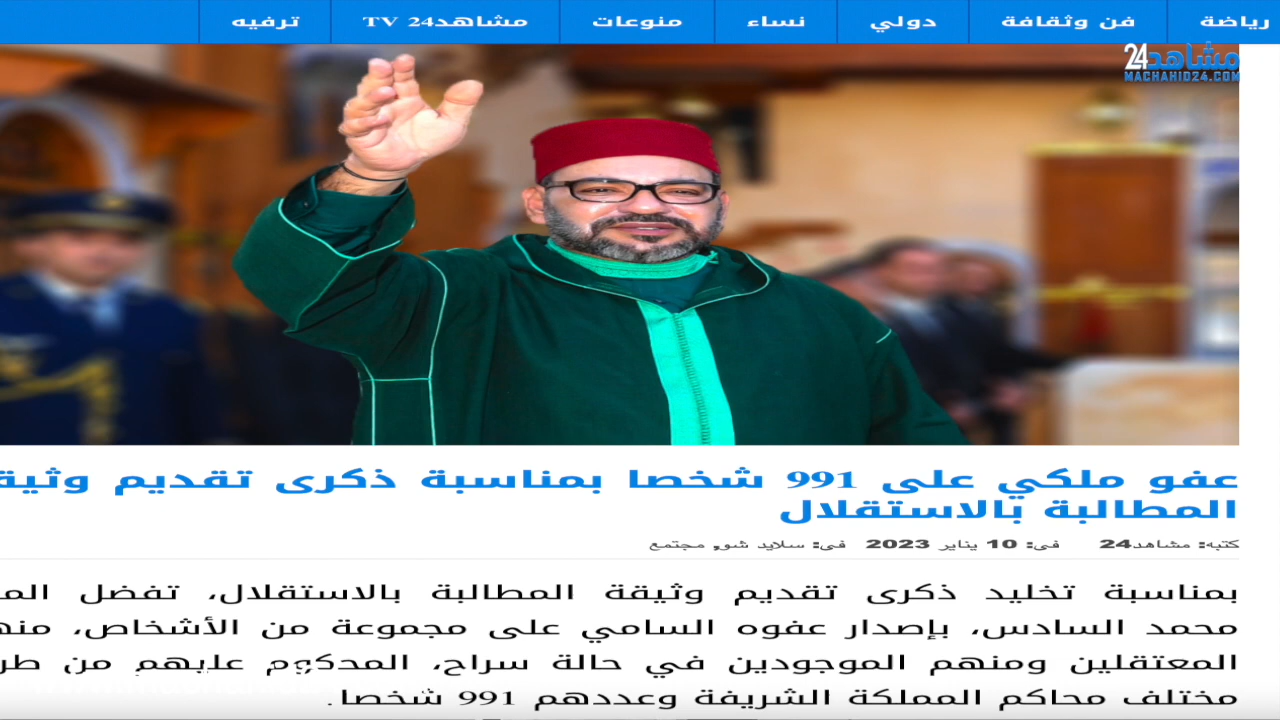 رياضة
فن وثقافة
دولي
نساء
منوعات
مشاهد24 TV
ترفيه
مشاهد24
MACHAHID24.COM
عفو ملكي على 991 شخصا بمناسبة ذكرى تقديم
المطالبة بالاستقلال
كتبه: مشاهد24 في: 10 يناير 2023 في: سلايد شو, مجتمع
بمناسبة تخليد ذكرى تقديم وثيقة المطالبة بالاستقلال، تفضل
محمد السادس، بإصدار عفوه السامي على مجموعة من الأشخاص،
المعتقلين ومنهم الموجودين في حالة سراح، المحكوم عليهم من
مختلف محاكم المملكة الشريفة وعددهم 991 شخصا.